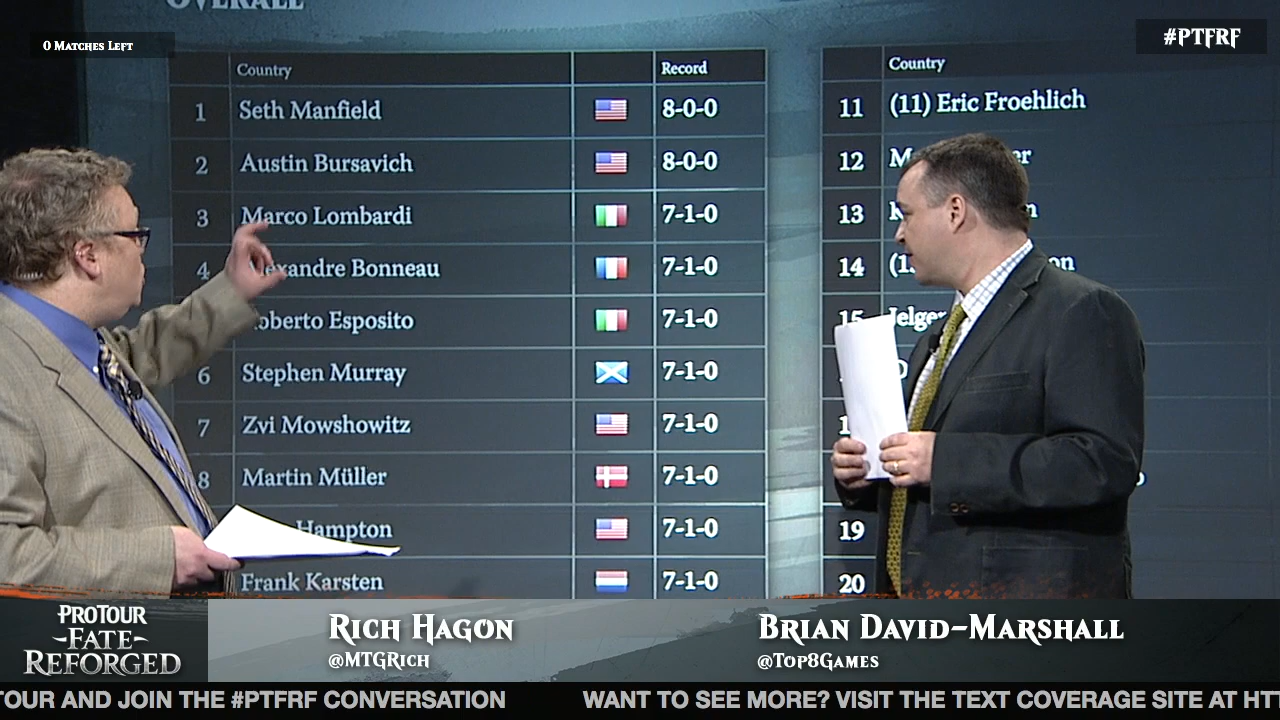 OVERALL
0 Matches Left
#PTFRF
Country Record
1 Seth Manfield 8-0-0
2 Austin Bursavich 8-0-0
3 Marco Lombardi 7-1-0
4 7-1-0
Esposito 7-1-0
6 Stephen Murray 7-1-0
7 Zvi Mowshowitz 7-1-0
8 Martin Müller 7-1-0
Hampton 7-1-0
Frank Karsten 7-1-0
Country
11 (11) Eric Froehlich
12
13
14
15
19
20
Bonneau
PROTOUR
-FATE-
REFORGED
RICH HAGON
@MTGRICH
BRIAN DAVID-MARSHALL
@TOP8GAMES
TOUR AND JOIN THE #PTFRF CONVERSATION WANT TO SEE MORE? VISIT THE TEXT COVERAGE SITE AT